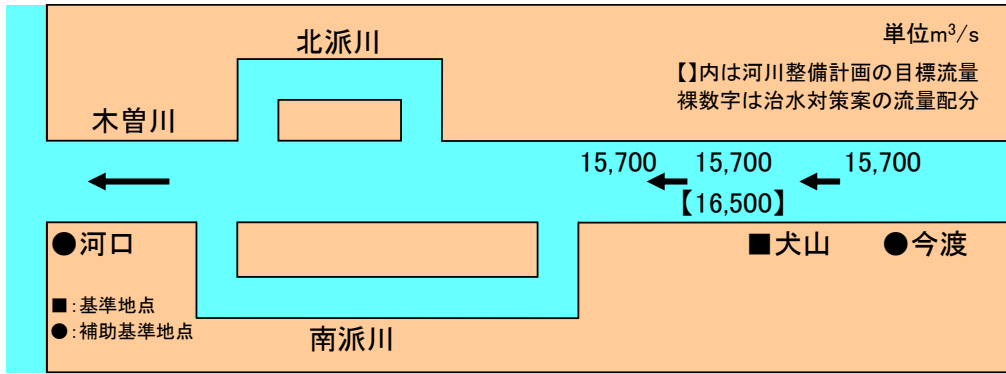 北派川
単位m³/s
【】内は河川整備計画の目標流量
裸数字は治水対策案の流量配分
木曽川
15,700 15,700 15,700
【16,500】
●河口 ■犬山 ●今渡
■:基準地点
●:補助基準地点
南派川